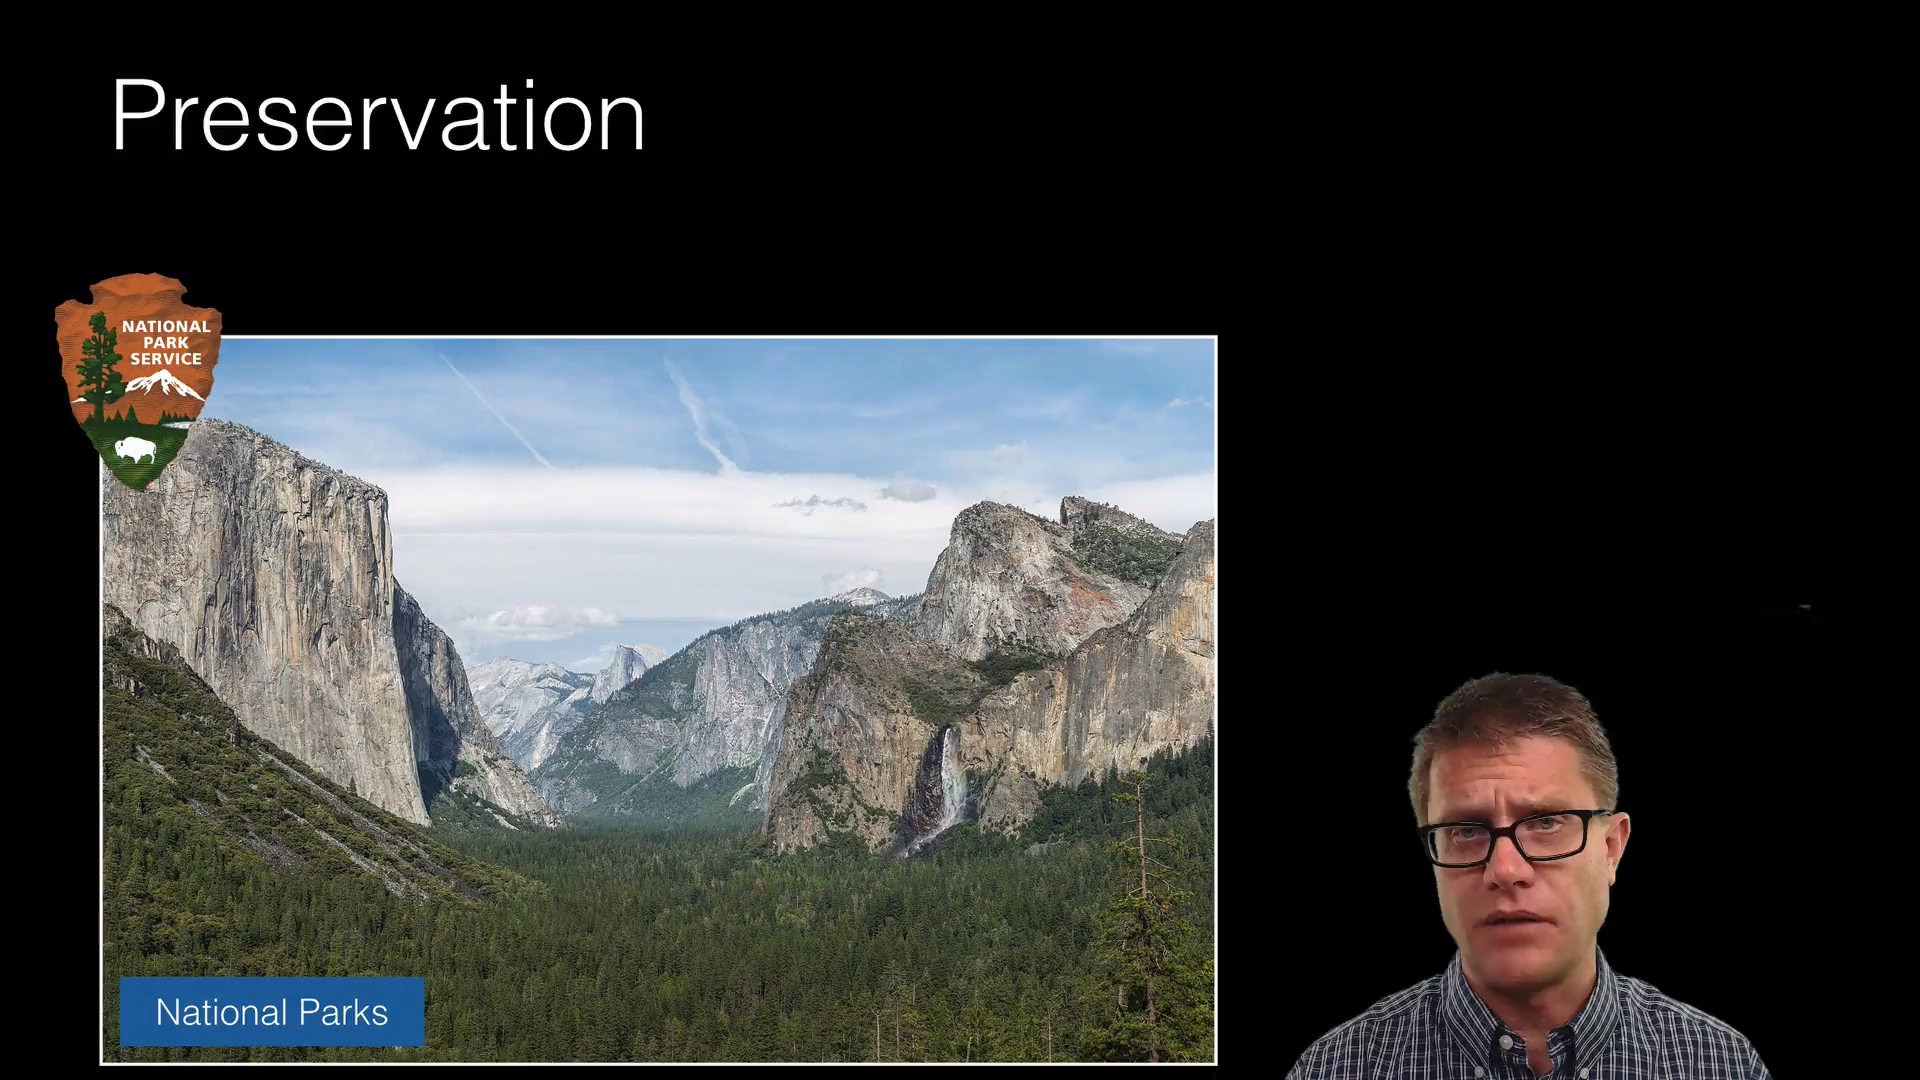 Preservation
NATIONAL
PARK
SERVICE
National Parks